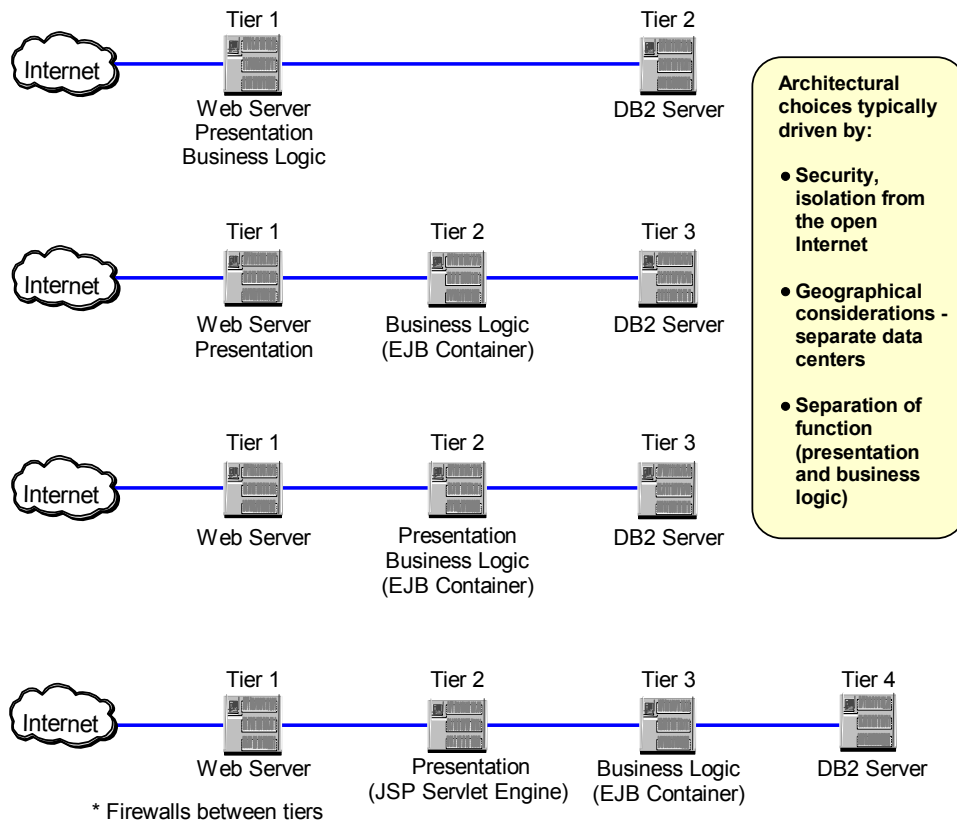 Tier 1
Tier 2
Internet
Web Server
Presentation
Business Logic
DB2 Server
Tier 1
Tier 2
Tier 3
Internet
Web Server
Presentation
Business Logic
(EJB Container)
DB2 Server
Tier 1
Tier 2
Tier 3
Internet
Web Server
Presentation
Business Logic
(EJB Container)
DB2 Server
Tier 1
Tier 2
Tier 3
Tier 4
Internet
Web Server
Presentation
(JSP Servlet Engine)
Business Logic
(EJB Container)
DB2 Server
* Firewalls between tiers
Architectural
choices typically
driven by:
● Security,
isolation from
the open
Internet
● Geographical
considerations -
separate data
centers
● Separation of
function
(presentation
and business
logic)